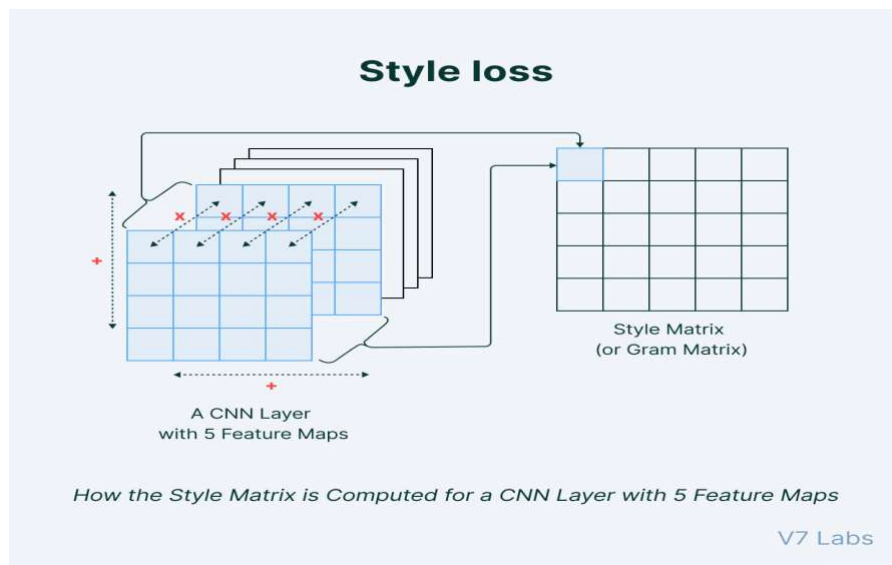 Style loss
×
×
×
×
+
+
Style Matrix
(or Gram Matrix)
A CNN Layer
with 5 Feature Maps
How the Style Matrix is Computed for a CNN Layer with 5 Feature Maps
V7 Labs